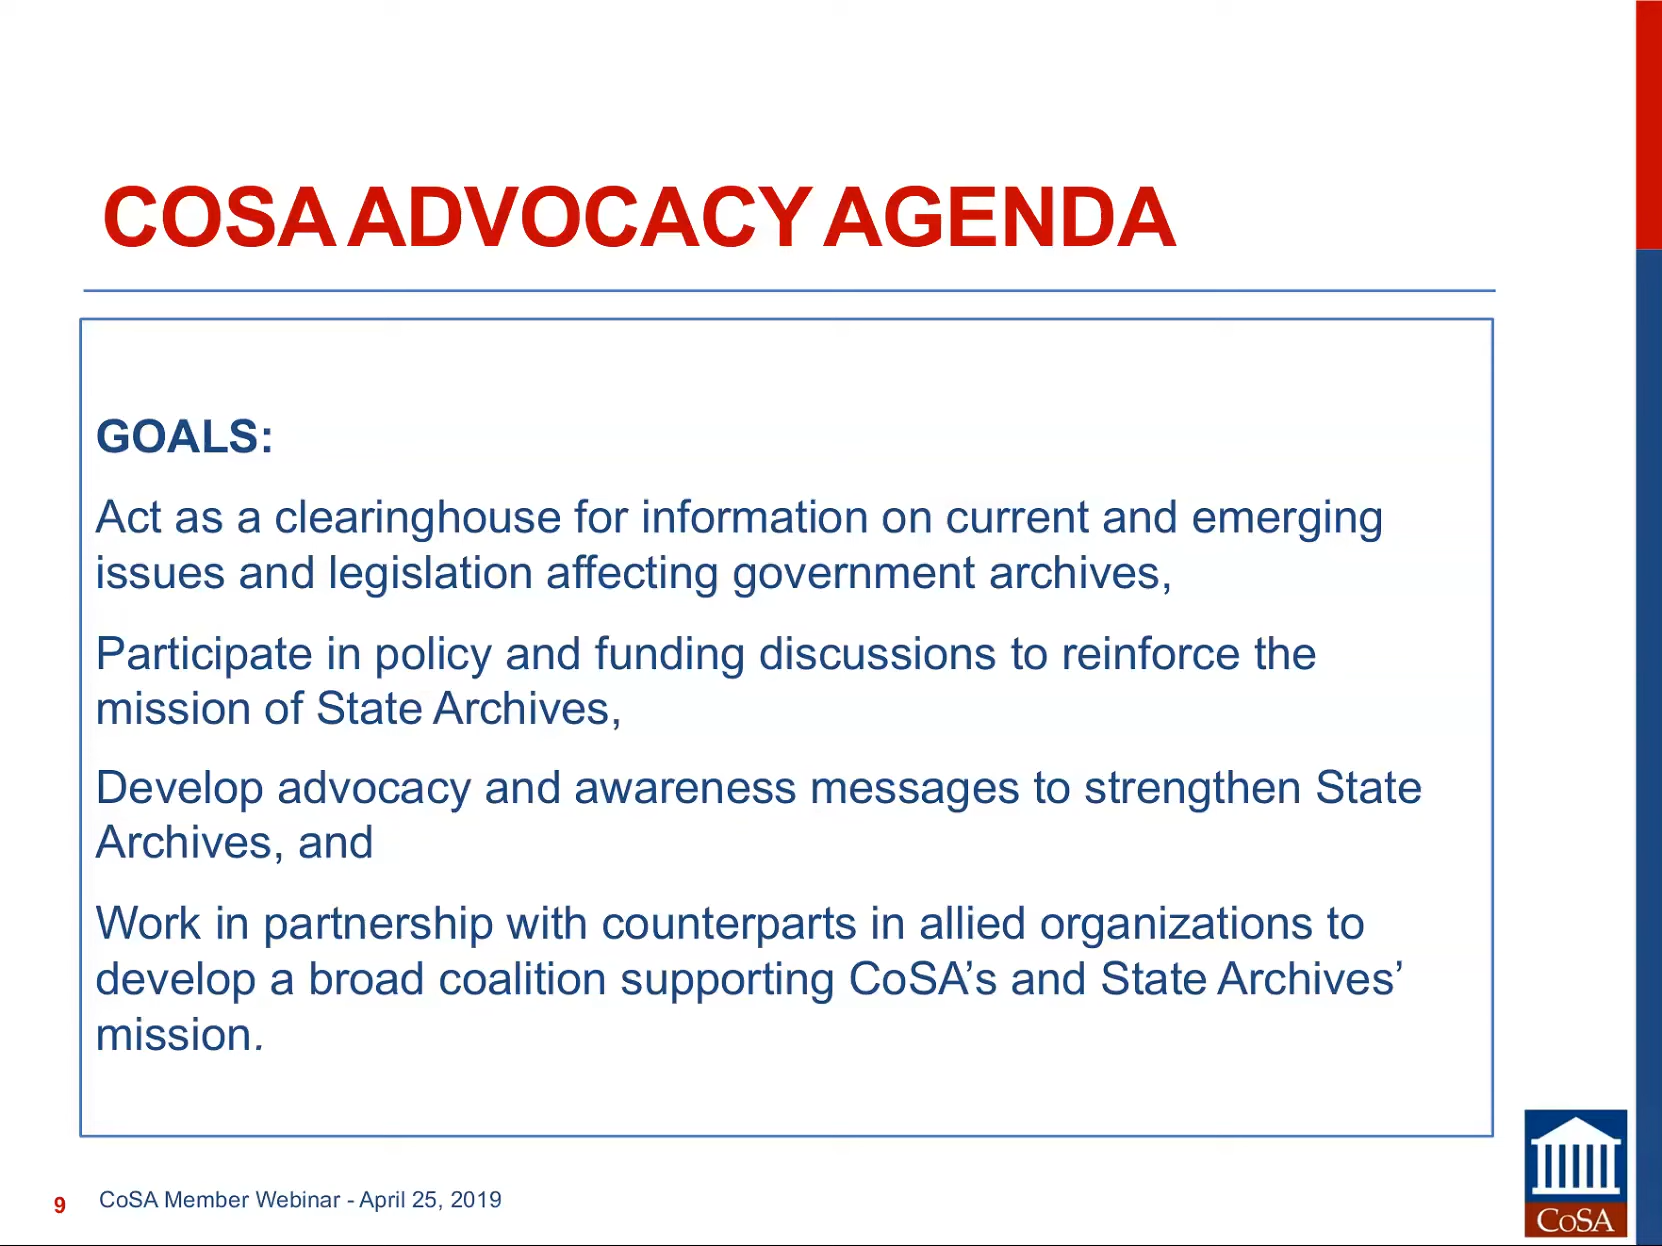 COSA ADVOCACY AGENDA
GOALS:
Act as a clearinghouse for information on current and emerging
issues and legislation affecting government archives,
Participate in policy and funding discussions to reinforce the
mission of State Archives,
Develop advocacy and awareness messages to strengthen State
Archives, and
Work in partnership with counterparts in allied organizations to
develop a broad coalition supporting CoSA’s and State Archives’
mission.
9 CoSA Member Webinar - April 25, 2019
CoSA